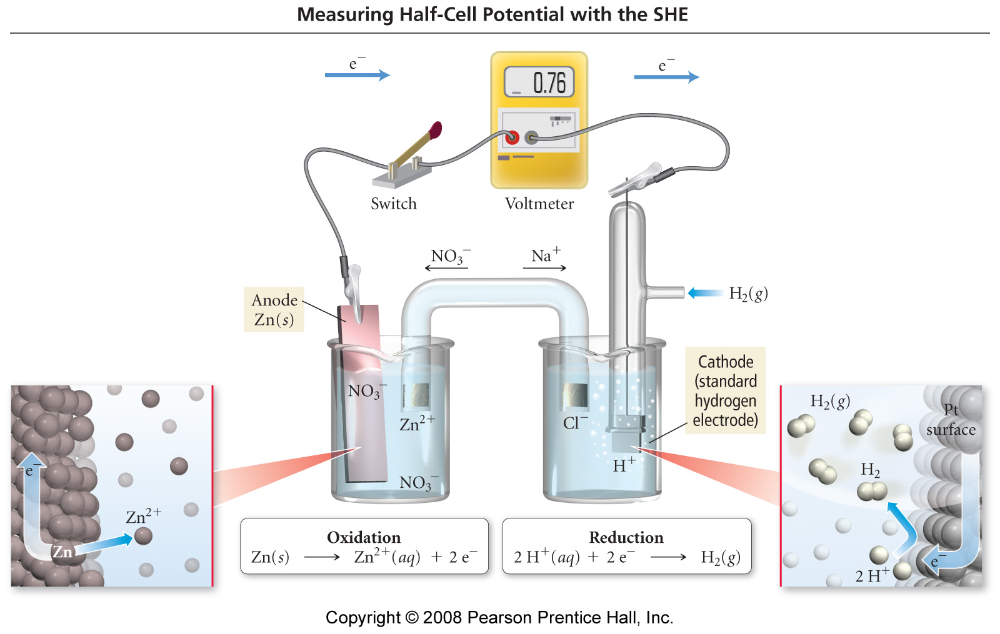 Measuring Half-Cell Potential with the SHE
e⁻
e⁻
_ 0.76
Switch
Voltmeter
NO₃⁻
Na⁺
H₂(g)
Anode
Zn(s)
Cathode
(standard
hydrogen
electrode)
NO₃⁻
Zn²⁺
NO₃⁻
Cl⁻
H⁺
e⁻
Zn²⁺
Zn
H₂(g)
Pt
surface
H₂
e⁻
2 H⁺
Oxidation
Zn(s) ⟶ Zn²⁺(aq) + 2 e⁻
Reduction
2 H⁺(aq) + 2 e⁻ ⟶ H₂(g)
Copyright © 2008 Pearson Prentice Hall, Inc.